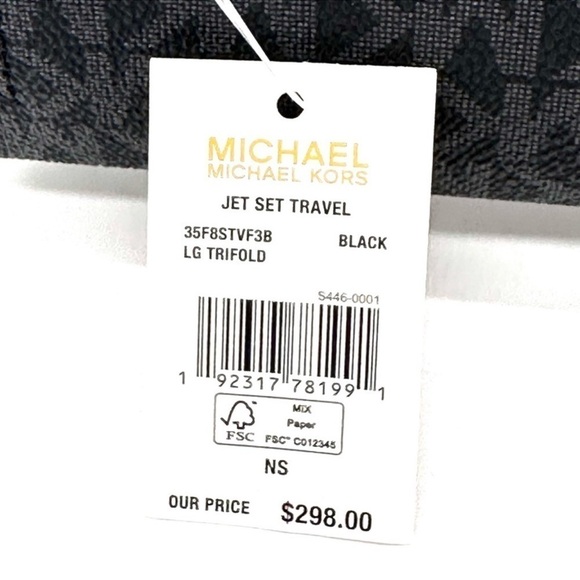 MICHAEL
MICHAEL KORS
JET SET TRAVEL
35F8STVF3B BLACK
LG TRIFOLD
S446-0001
1 92317 78199 1
FSC
MIX
Paper
FSC™ C012345
NS
OUR PRICE $298.00